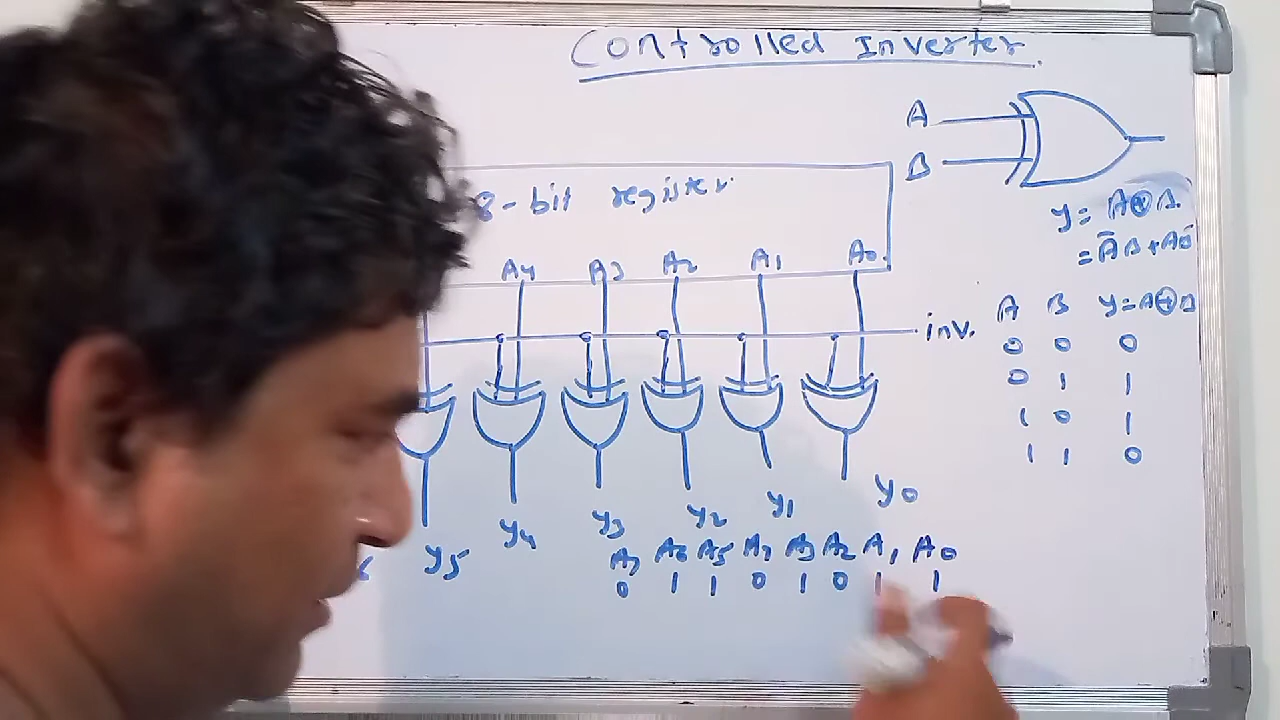 Controlled Inverter.
A
B
y = A⊕B.
= A̅B + AB̅
8-bit register
A4 A3 A2 A1 A0
inv.
A B y=A⊕B
0 0 0
0 1 1
1 0 1
1 1 0
y5 y4 y3 y2 y1 y0
A7 A6 A5 A4 A3 A2 A1 A0
0 1 1 0 1 0 1 1